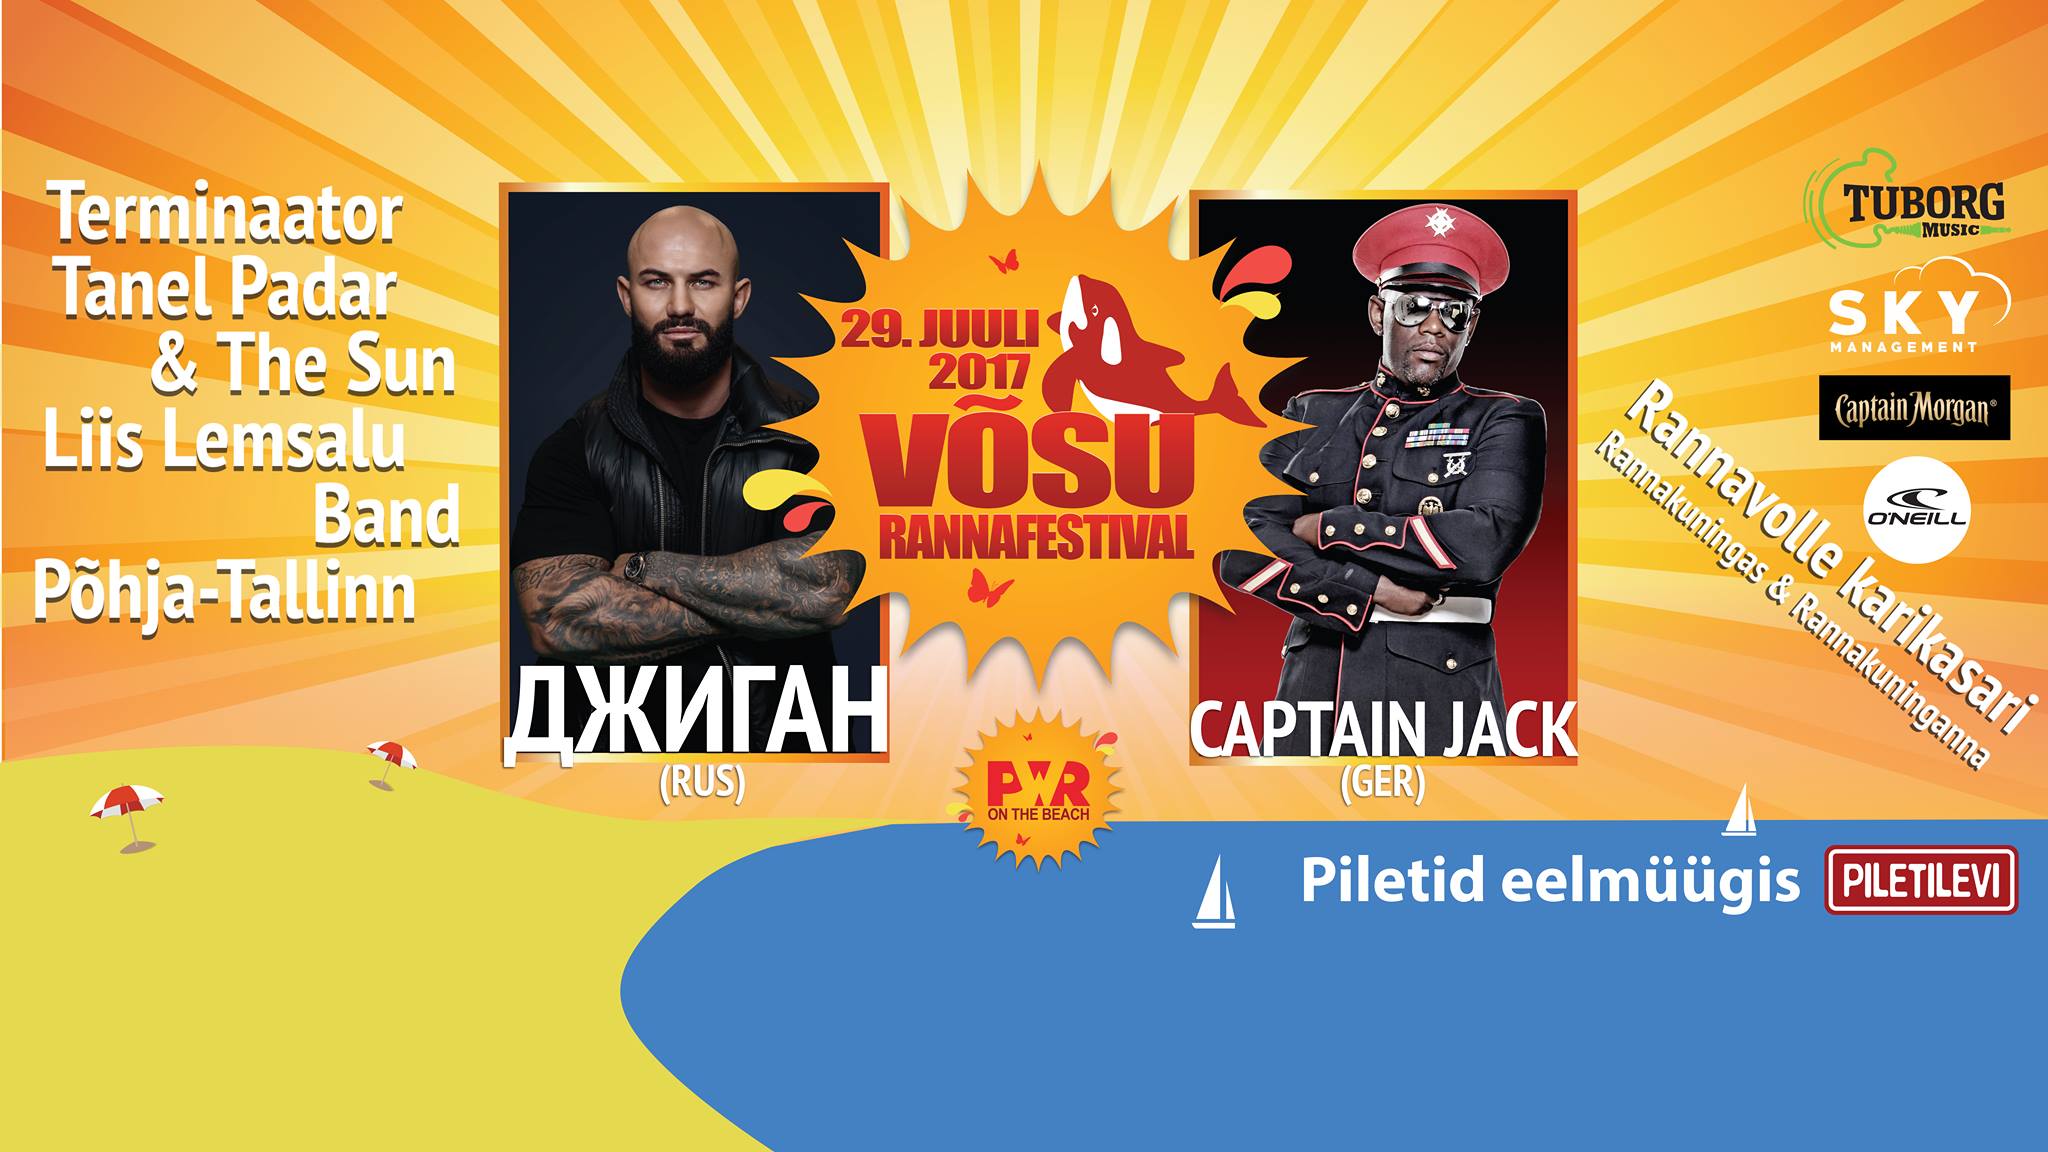 Terminaator
Tanel Padar
& The Sun
Liis Lemsalu
Band
Põhja-Tallinn
ДЖИГАН
(RUS)
29. JUULI
2017
VÕSU
RANNAFESTIVAL
PWR
ON THE BEACH
CAPTAIN JACK
(GER)
TUBORG
MUSIC
SKY
MANAGEMENT
Captain Morgan®
O'NEILL
Rannavolle karikasari
Rannakuningas & Rannakuninganna
Piletid eelmüügis
PILETILEVI